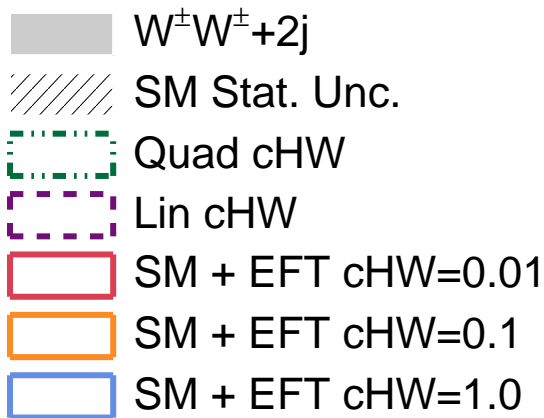 W±W±+2j
SM Stat. Unc.
Quad cHW
Lin cHW
SM + EFT cHW=0.01
SM + EFT cHW=0.1
SM + EFT cHW=1.0